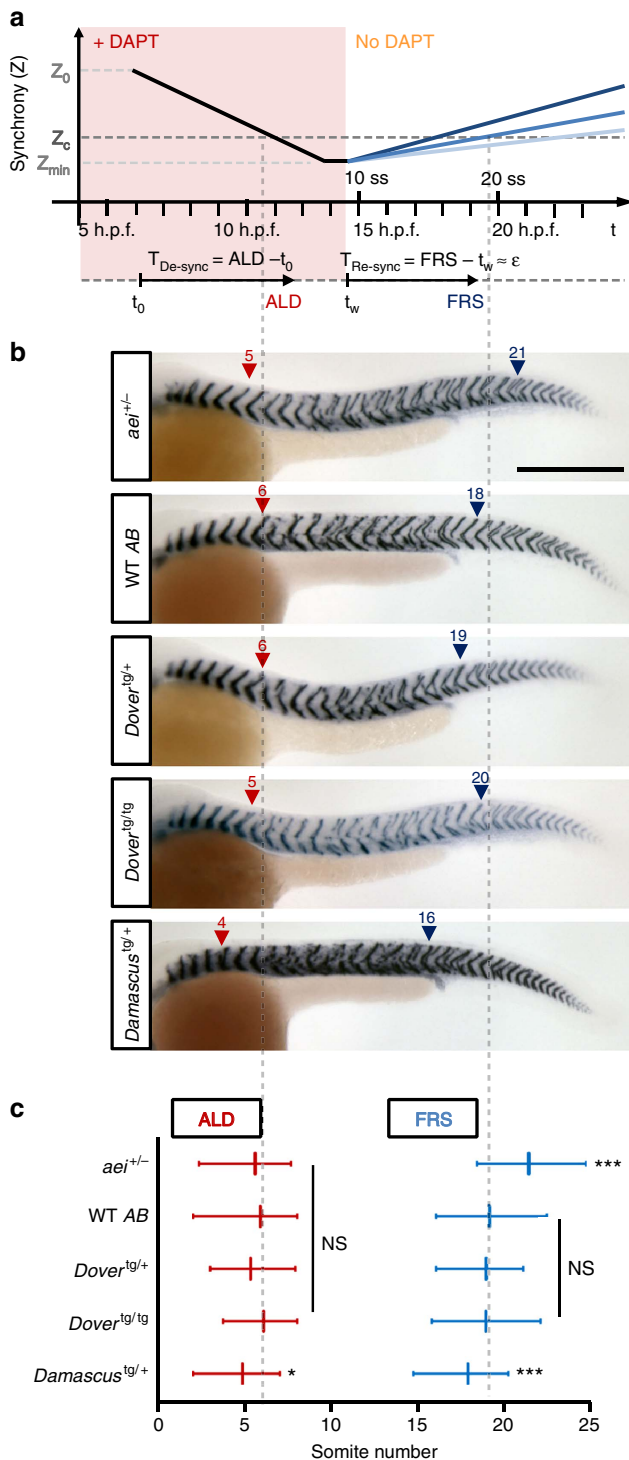 a
+ DAPT
No DAPT
Synchrony (Z)
Z0
Zc
Zmin
10 ss
20 ss
5 h.p.f.
10 h.p.f.
15 h.p.f.
20 h.p.f.
t
TDe-sync = ALD –t0
TRe-sync = FRS – tw ≈ ε
t0
ALD
tw
FRS
b
aei+/–
5
21
WT AB
6
18
Dovertg/+
6
19
Dovertg/tg
5
20
Damascustg/+
4
16
c
ALD
FRS
aei+/–
***
WT AB
NS
NS
Dovertg/+
Dovertg/tg
Damascustg/+
*
***
0
5
10
15
20
25
Somite number